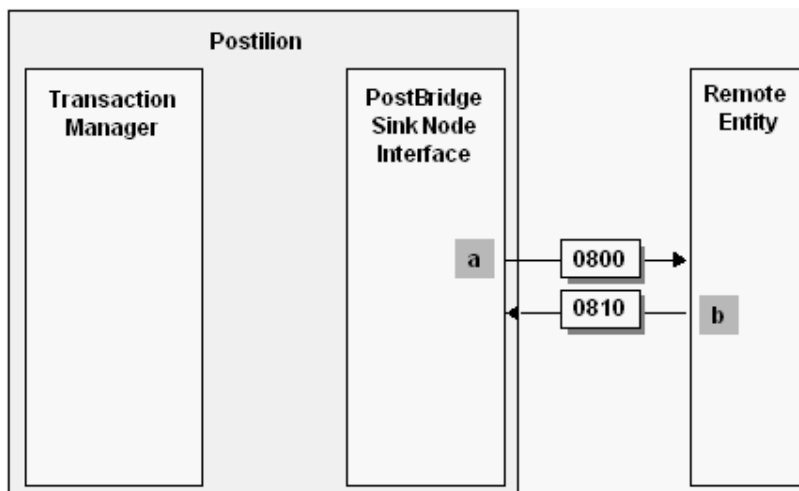 Postilion
Transaction
Manager
PostBridge
Sink Node
Interface
Remote
Entity
a
0800
0810
b